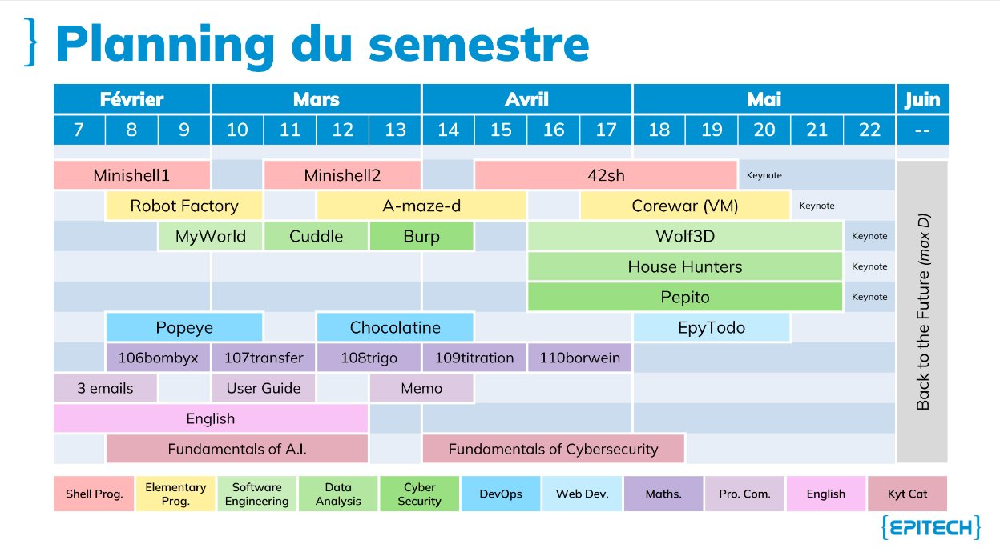 } Planning du semestre
Février Mars Avril Mai Juin
7 8 9 10 11 12 13 14 15 16 17 18 19 20 21 22 --
Minishell1 Minishell2 42sh Keynote
Robot Factory A-maze-d Corewar (VM) Keynote
MyWorld Cuddle Burp Wolf3D Keynote
House Hunters Keynote
Pepito Keynote
Popeye Chocolatine EpyTodo
106bombyx 107transfer 108trigo 109titration 110borwein
3 emails User Guide Memo
English
Fundamentals of A.I. Fundamentals of Cybersecurity
Back to the Future (max D)
Shell Prog.
Elementary
Prog.
Software
Engineering
Data
Analysis
Cyber
Security
DevOps
Web Dev.
Maths.
Pro. Com.
English
Kyt Cat
{EPITECH}